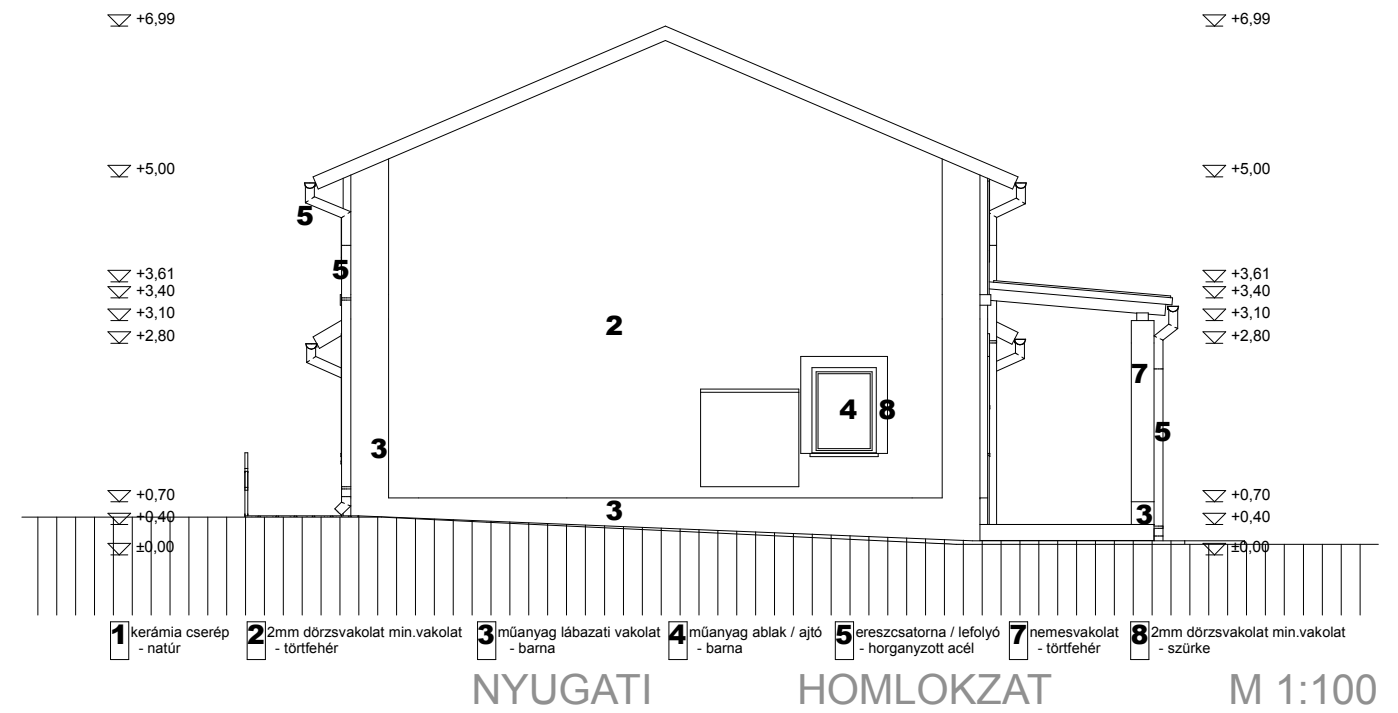 +6,99 +6,99
+5,00 +5,00
5
+3,61 5 +3,61
+3,40 +3,40
+3,10 2 +3,10
+2,80 +2,80
7
4 8
3 5
+0,70 +0,70
+0,40 3 3 +0,40
±0,00 ±0,00
1 kerámia cserép 2 2mm dörzsvakolat min.vakolat 3 műanyag lábazati vakolat 4 műanyag ablak / ajtó 5 ereszcsatorna / lefolyó 7 nemesvakolat 8 2mm dörzsvakolat min.vakolat
- natúr - törtfehér - barna - barna - horganyzott acél - törtfehér - szürke
NYUGATI HOMLOKZAT M 1:100